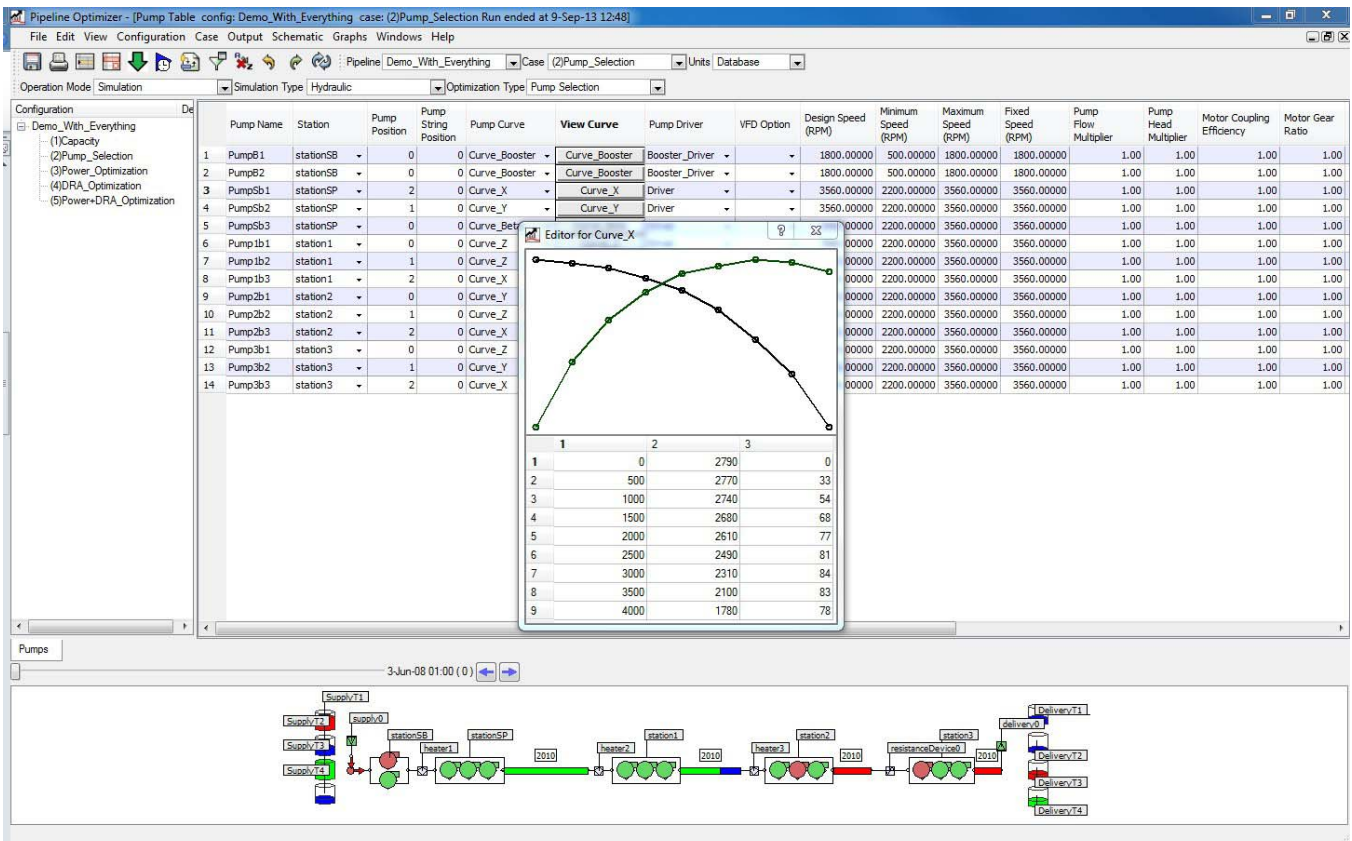 Pipeline Optimizer - [Pump Table config: Demo_With_Everything case: (2)Pump_Selection Run ended at 9-Sep-13 12:48]
File Edit View Configuration Case Output Schematic Graphs Windows Help
Pipeline Demo_With_Everything Case (2)Pump_Selection Units Database
Operation Mode Simulation Simulation Type Hydraulic Optimization Type Pump Selection
Configuration De
Demo_With_Everything
(1)Capacity
(2)Pump_Selection
(3)Power_Optimization
(4)DRA_Optimization
(5)Power+DRA_Optimization
Pump Name Station Pump Position Pump String Position Pump Curve View Curve Pump Driver VFD Option Design Speed (RPM) Minimum Speed (RPM) Maximum Speed (RPM) Fixed Speed (RPM) Pump Flow Multiplier Pump Head Multiplier Motor Coupling Efficiency Motor Gear Ratio
1 PumpB1 stationSB 0 0 Curve_Booster Curve_Booster Booster_Driver 1800.00000 500.00000 1800.00000 1800.00000 1.00 1.00 1.00 1.00
2 PumpB2 stationSB 0 0 Curve_Booster Curve_Booster Booster_Driver 1800.00000 500.00000 1800.00000 1800.00000 1.00 1.00 1.00 1.00
3 PumpSb1 stationSP 2 0 Curve_X Curve_X Driver 3560.00000 2200.00000 3560.00000 3560.00000 1.00 1.00 1.00 1.00
4 PumpSb2 stationSP 1 0 Curve_Y Curve_Y Driver 3560.00000 2200.00000 3560.00000 3560.00000 1.00 1.00 1.00 1.00
5 PumpSb3 stationSP 0 0 Curve_Bet 00000 2200.00000 3560.00000 3560.00000 1.00 1.00 1.00 1.00
6 Pump1b1 station1 0 0 Curve_Z 00000 2200.00000 3560.00000 3560.00000 1.00 1.00 1.00 1.00
7 Pump1b2 station1 1 0 Curve_Z 00000 2200.00000 3560.00000 3560.00000 1.00 1.00 1.00 1.00
8 Pump1b3 station1 2 0 Curve_X 00000 2200.00000 3560.00000 3560.00000 1.00 1.00 1.00 1.00
9 Pump2b1 station2 0 0 Curve_Y 00000 2200.00000 3560.00000 3560.00000 1.00 1.00 1.00 1.00
10 Pump2b2 station2 1 0 Curve_Z 00000 2200.00000 3560.00000 3560.00000 1.00 1.00 1.00 1.00
11 Pump2b3 station2 2 0 Curve_X 00000 2200.00000 3560.00000 3560.00000 1.00 1.00 1.00 1.00
12 Pump3b1 station3 0 0 Curve_Z 00000 2200.00000 3560.00000 3560.00000 1.00 1.00 1.00 1.00
13 Pump3b2 station3 1 0 Curve_Y 00000 2200.00000 3560.00000 3560.00000 1.00 1.00 1.00 1.00
14 Pump3b3 station3 2 0 Curve_X 00000 2200.00000 3560.00000 3560.00000 1.00 1.00 1.00 1.00
Editor for Curve_X
1 2 3
1 0 2790 0
2 500 2770 33
3 1000 2740 54
4 1500 2680 68
5 2000 2610 77
6 2500 2490 81
7 3000 2310 84
8 3500 2100 83
9 4000 1780 78
Pumps
3-Jun-08 01:00 ( 0 )
SupplyT1
SupplyT2 supply0
SupplyT3
SupplyT4
stationSB stationSP station1 station2 station3
heater1 heater2 heater3 resistanceDevice0
2010 2010 2010 2010
delivery0
DeliveryT1
DeliveryT2
DeliveryT3
DeliveryT4